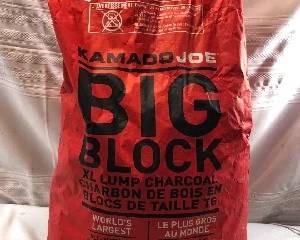 AVERTISSEMENT
KAMADO JOE
BIG
BLOCK
XL LUMP CHARCOAL
CHARBON DE BOIS EN
BLOCS DE TAILLE TG
WORLD'S LE PLUS GROS
LARGEST AU MONDE